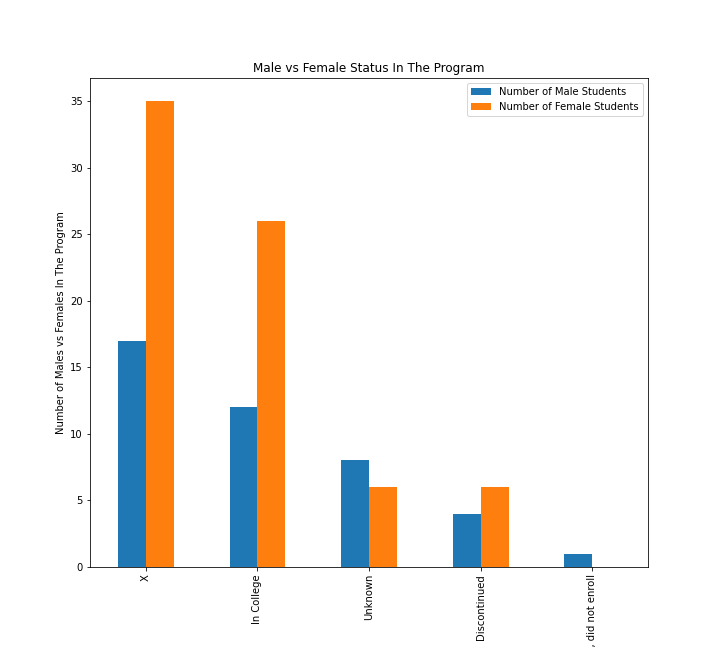 Male vs Female Status In The Program
Number of Male Students
Number of Female Students
Number of Males vs Females In The Program
35
30
25
20
15
10
5
0
X
In College
Unknown
Discontinued
, did not enroll